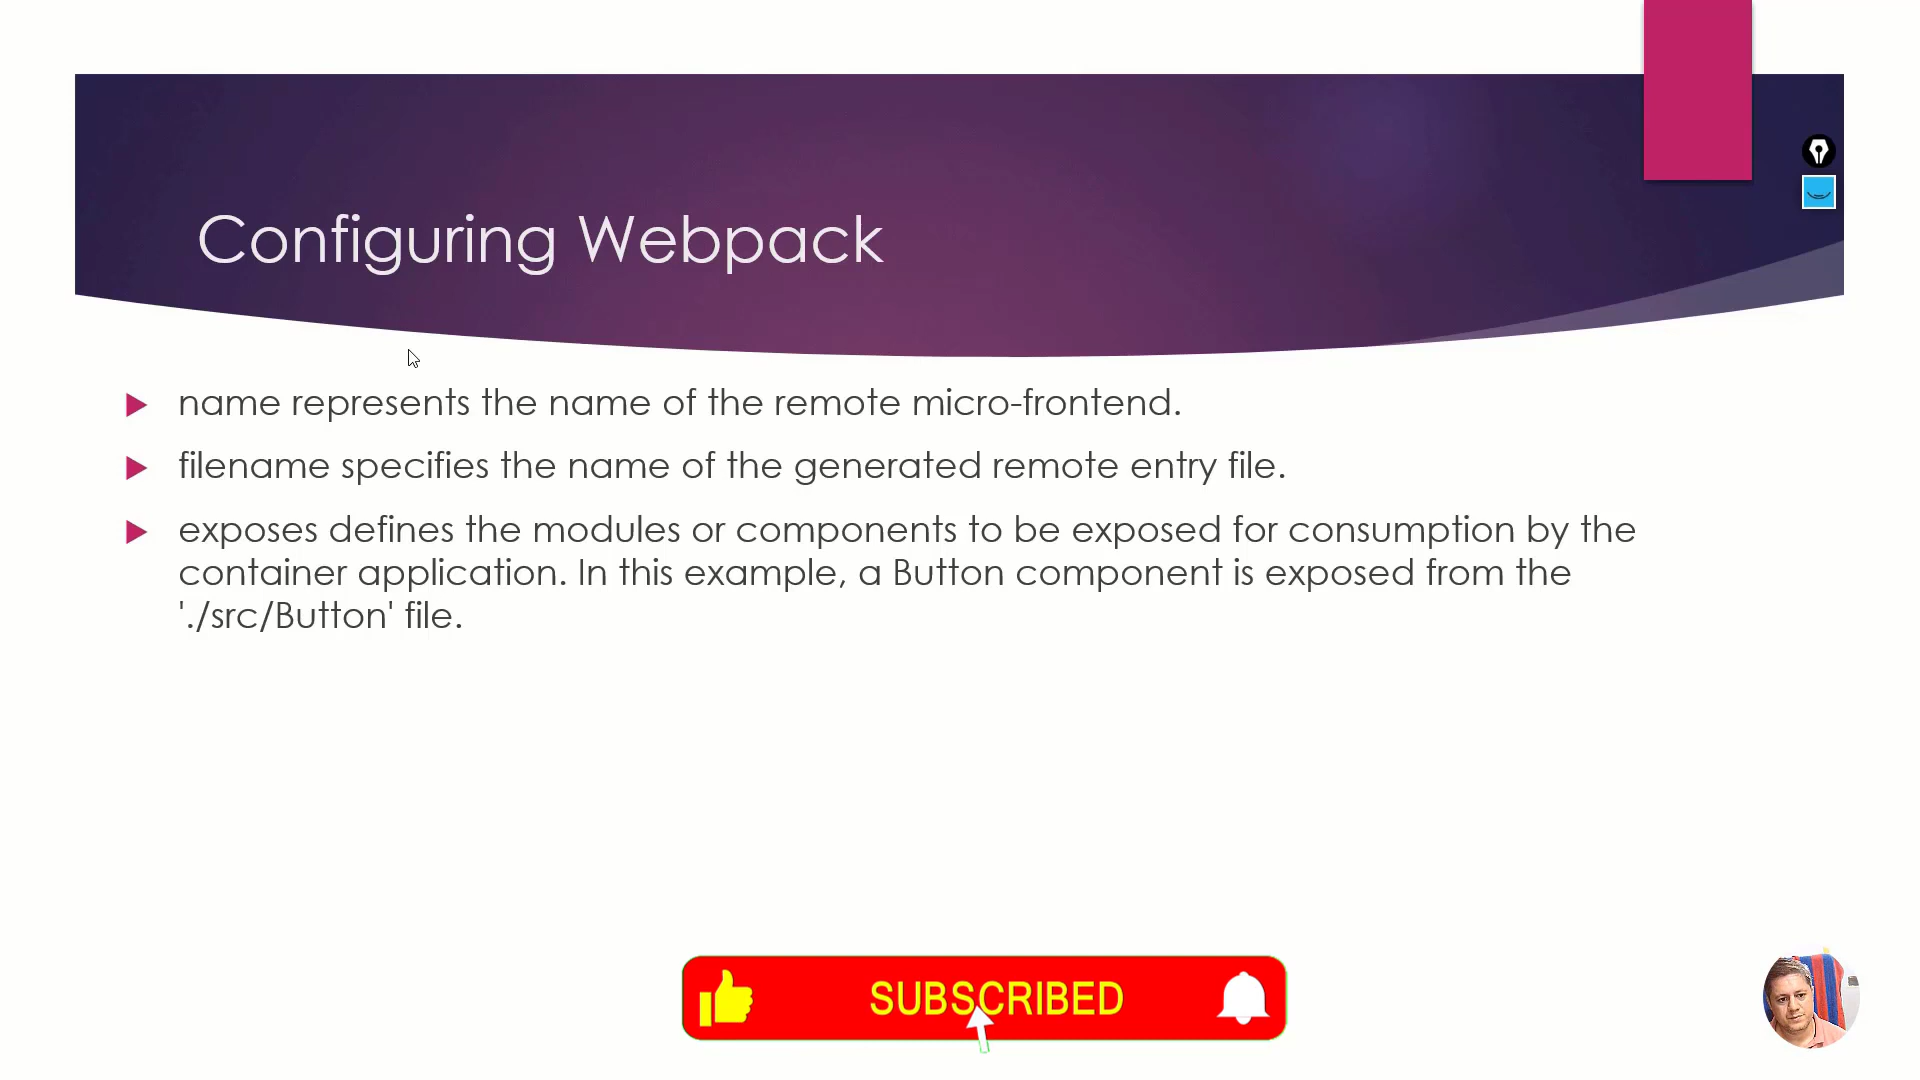 Configuring Webpack
name represents the name of the remote micro-frontend.
filename specifies the name of the generated remote entry file.
exposes defines the modules or components to be exposed for consumption by the
container application. In this example, a Button component is exposed from the
'./src/Button' file.
SUBSCRIBED